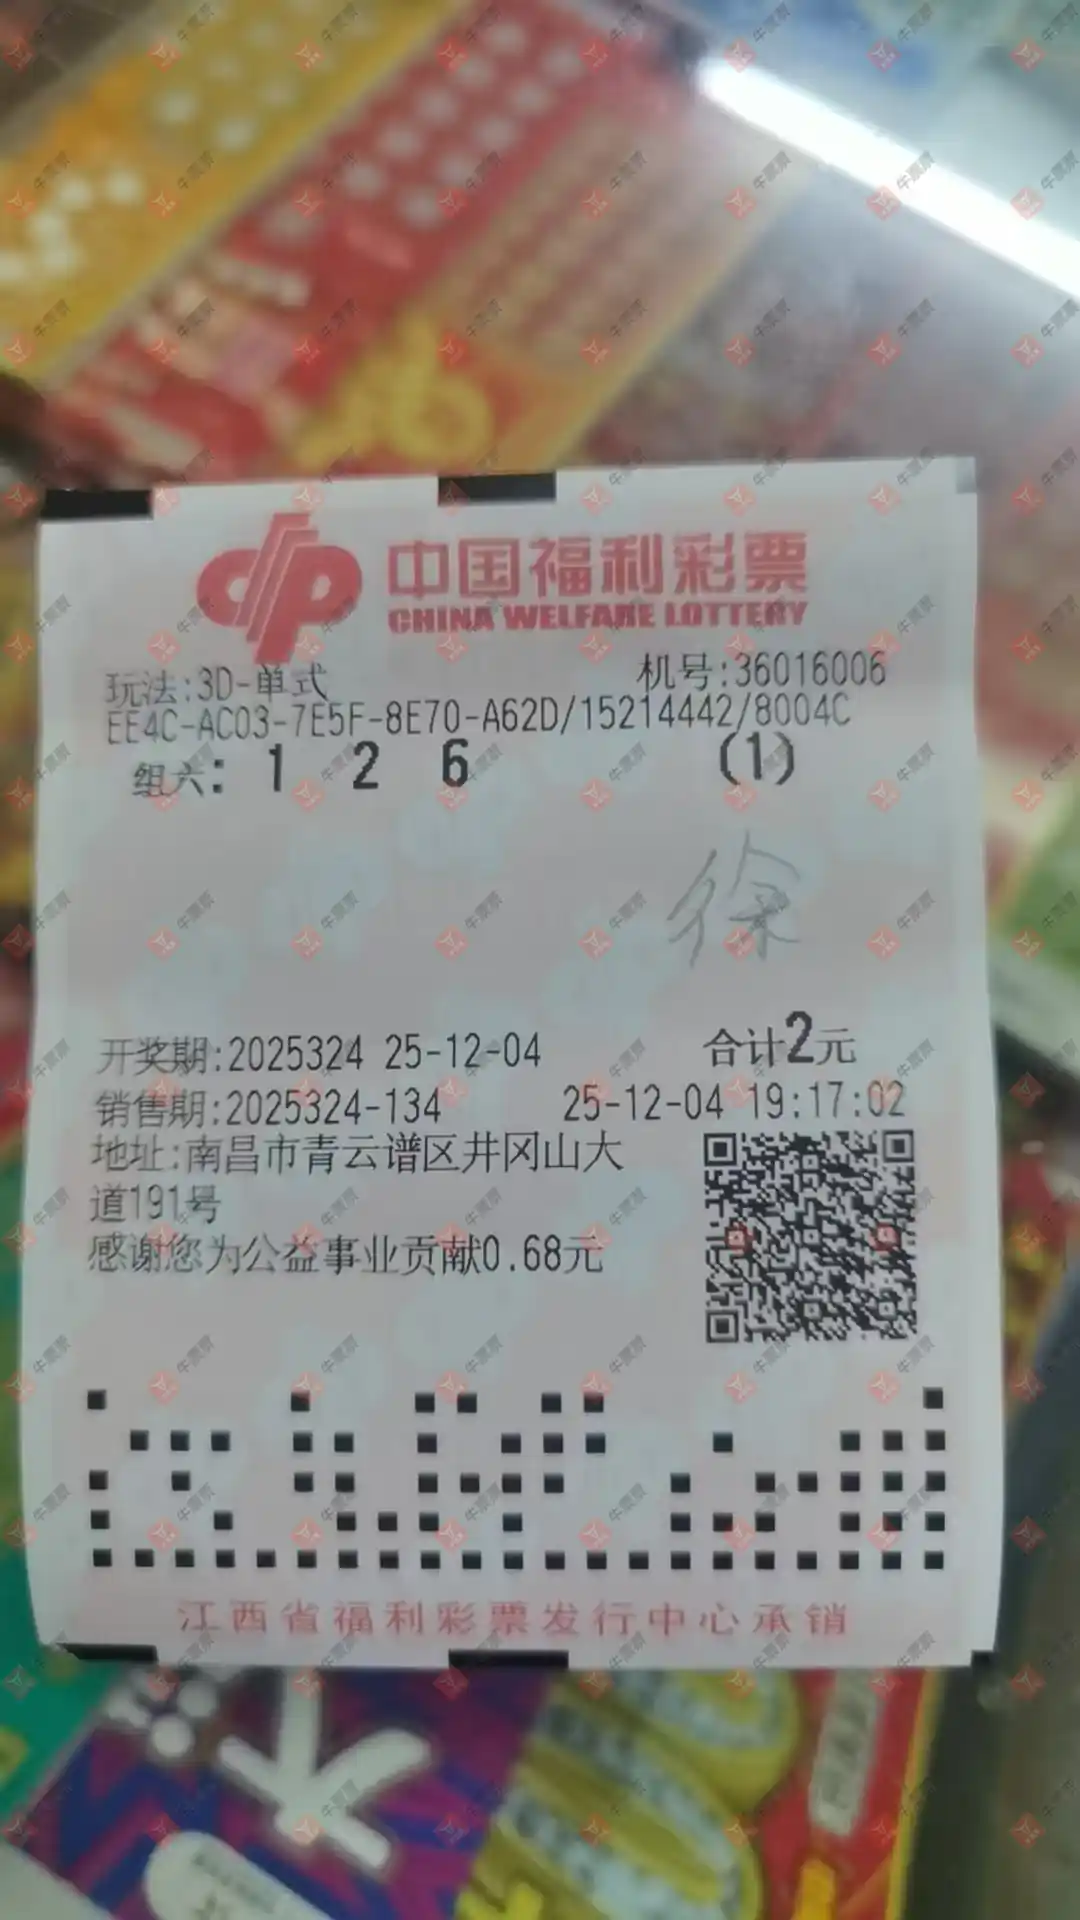 中国福利彩票
CHINA WELFARE LOTTERY
玩法:3D-单式 机号:36016006
EE4C-AC03-7E5F-8E70-A62D/15214442/8004C
组六: 1 2 6 (1)
徐
开奖期:2025324 25-12-04 合计2元
销售期:2025324-134 25-12-04 19:17:02
地址:南昌市青云谱区井冈山大
道191号
感谢您为公益事业贡献0.68元
江西省福利彩票发行中心承销
牛票票